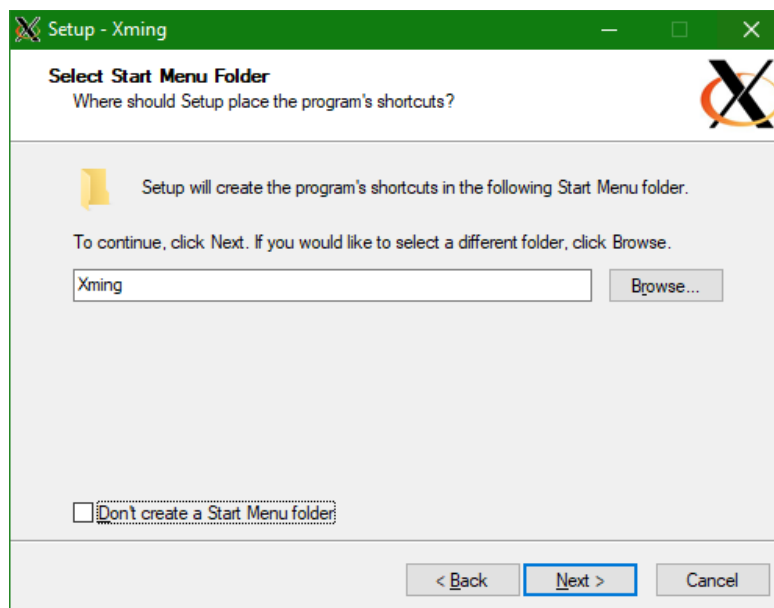 Setup - Xming
Select Start Menu Folder
Where should Setup place the program's shortcuts?
Setup will create the program's shortcuts in the following Start Menu folder.
To continue, click Next. If you would like to select a different folder, click Browse.
Xming
Browse...
Don't create a Start Menu folder
< Back
Next >
Cancel